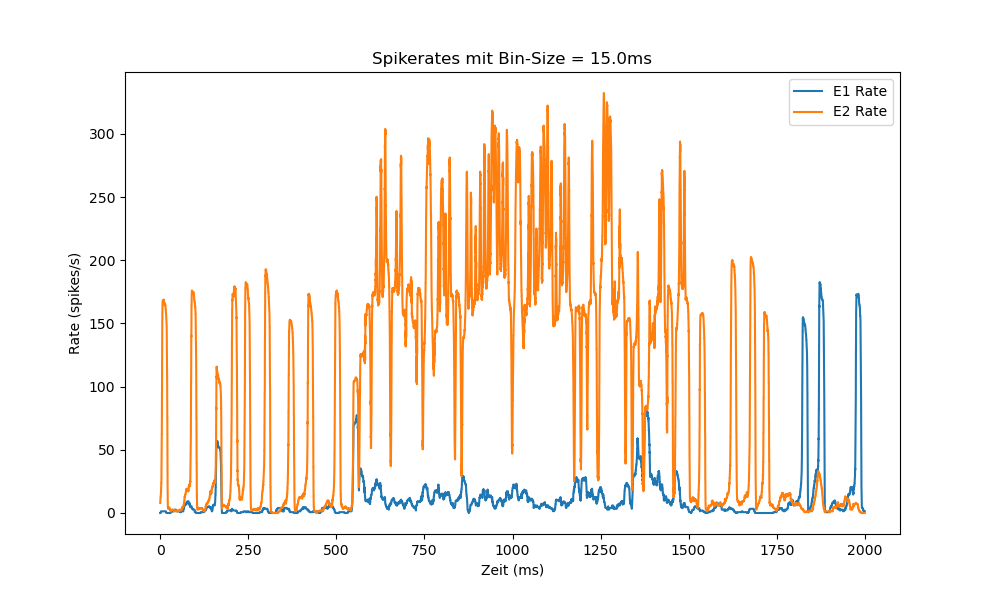 Spikerates mit Bin-Size = 15.0ms
E1 Rate
E2 Rate
Rate (spikes/s)
300
250
200
150
100
50
0
0 250 500 750 1000 1250 1500 1750 2000
Zeit (ms)